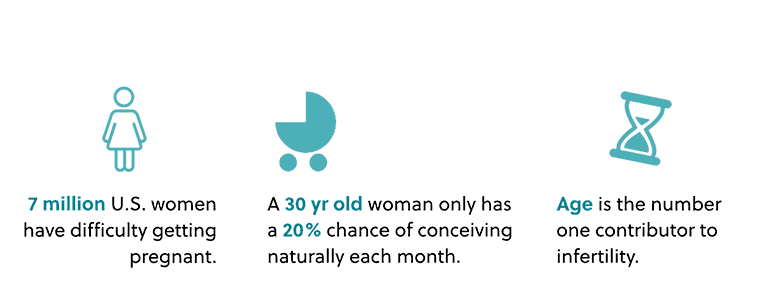 7 million U.S. women
have difficulty getting
pregnant.
A 30 yr old woman only has
a 20% chance of conceiving
naturally each month.
Age is the number
one contributor to
infertility.